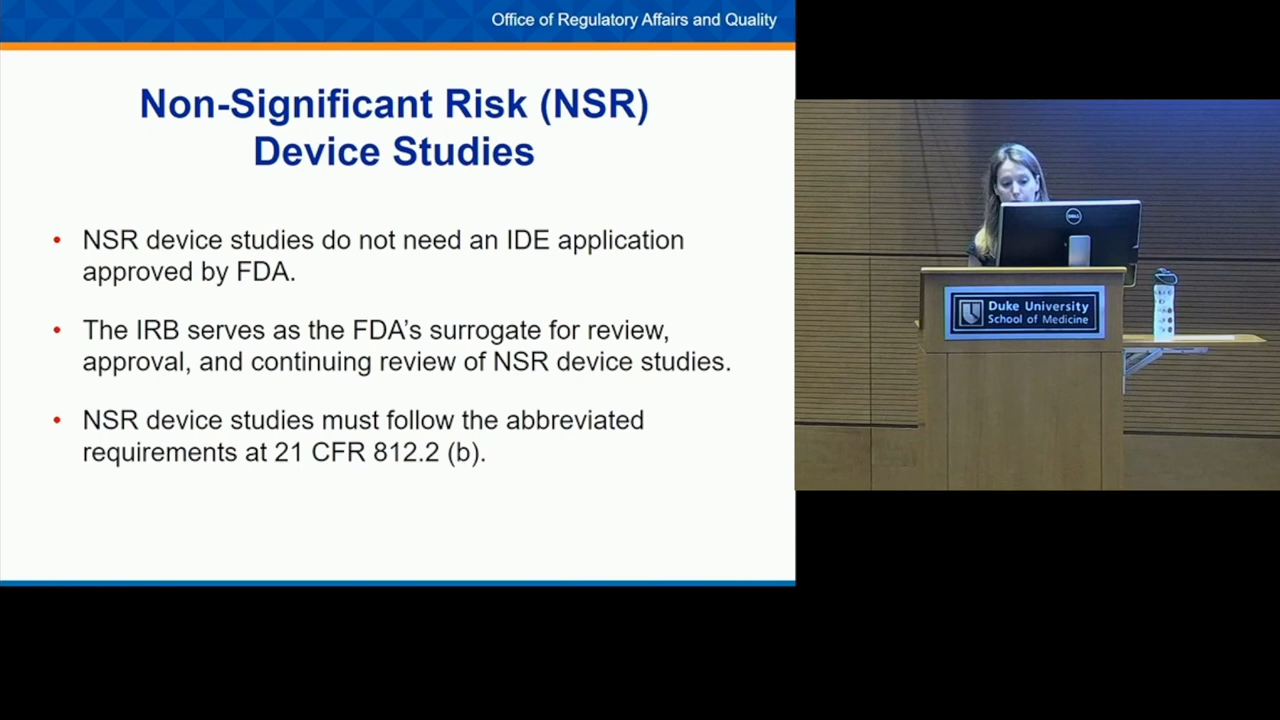 Office of Regulatory Affairs and Quality
Non-Significant Risk (NSR)
Device Studies
• NSR device studies do not need an IDE application
approved by FDA.
• The IRB serves as the FDA's surrogate for review,
approval, and continuing review of NSR device studies.
• NSR device studies must follow the abbreviated
requirements at 21 CFR 812.2 (b).
DELL
Duke University
School of Medicine